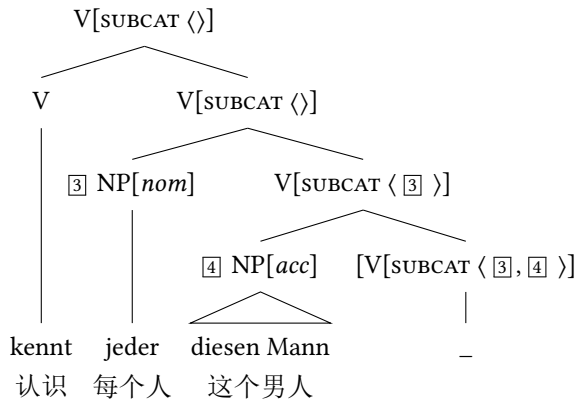 V[SUBCAT ⟨⟩]
V V[SUBCAT ⟨⟩]
3 NP[nom] V[SUBCAT ⟨ 3 ⟩]
4 NP[acc] [V[SUBCAT ⟨ 3, 4 ⟩]
kennt jeder diesen Mann _
认识 每个人 这个男人